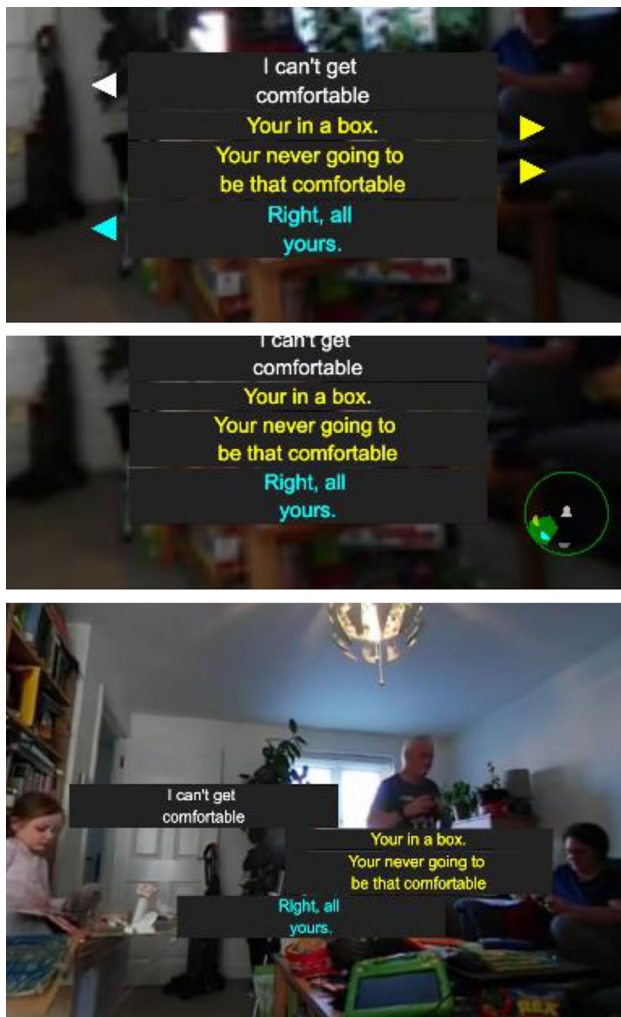 I can't get
comfortable
Your in a box.
Your never going to
be that comfortable
Right, all
yours.
I can't get
comfortable
Your in a box.
Your never going to
be that comfortable
Right, all
yours.
I can't get
comfortable
Your in a box.
Your never going to
be that comfortable
Right, all
yours.
REX